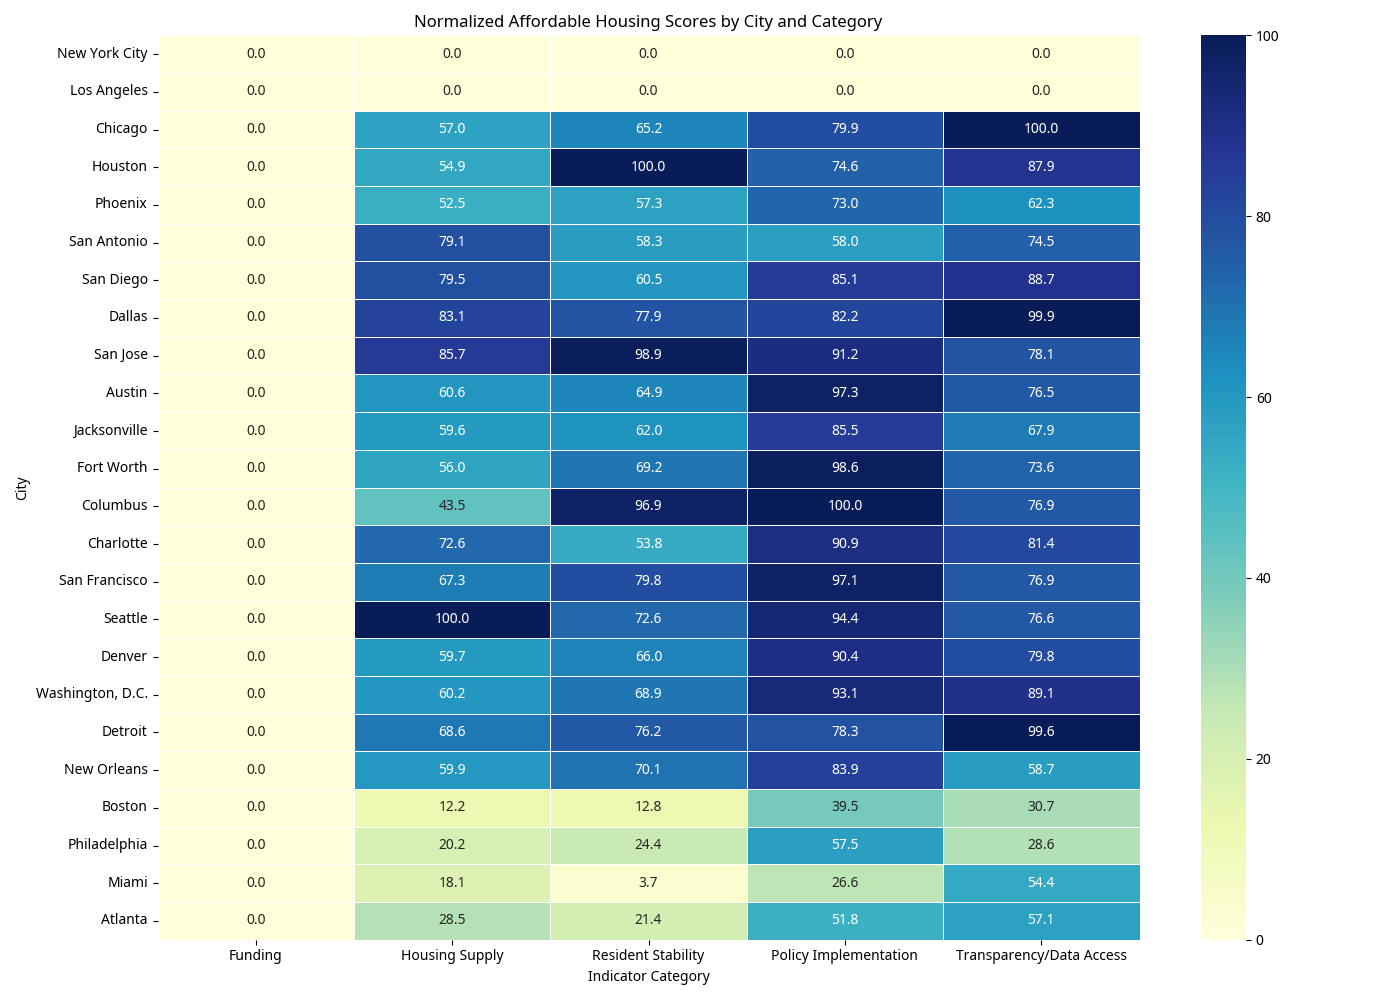 Normalized Affordable Housing Scores by City and Category
New York City 0.0 0.0 0.0 0.0 0.0
Los Angeles 0.0 0.0 0.0 0.0 0.0
Chicago 0.0 57.0 65.2 79.9 100.0
Houston 0.0 54.9 100.0 74.6 87.9
Phoenix 0.0 52.5 57.3 73.0 62.3
San Antonio 0.0 79.1 58.3 58.0 74.5
San Diego 0.0 79.5 60.5 85.1 88.7
Dallas 0.0 83.1 77.9 82.2 99.9
San Jose 0.0 85.7 98.9 91.2 78.1
Austin 0.0 60.6 64.9 97.3 76.5
Jacksonville 0.0 59.6 62.0 85.5 67.9
Fort Worth 0.0 56.0 69.2 98.6 73.6
Columbus 0.0 43.5 96.9 100.0 76.9
Charlotte 0.0 72.6 53.8 90.9 81.4
San Francisco 0.0 67.3 79.8 97.1 76.9
Seattle 0.0 100.0 72.6 94.4 76.6
Denver 0.0 59.7 66.0 90.4 79.8
Washington, D.C. 0.0 60.2 68.9 93.1 89.1
Detroit 0.0 68.6 76.2 78.3 99.6
New Orleans 0.0 59.9 70.1 83.9 58.7
Boston 0.0 12.2 12.8 39.5 30.7
Philadelphia 0.0 20.2 24.4 57.5 28.6
Miami 0.0 18.1 3.7 26.6 54.4
Atlanta 0.0 28.5 21.4 51.8 57.1
Funding Housing Supply Resident Stability Policy Implementation Transparency/Data Access
Indicator Category
City
100
80
60
40
20
0